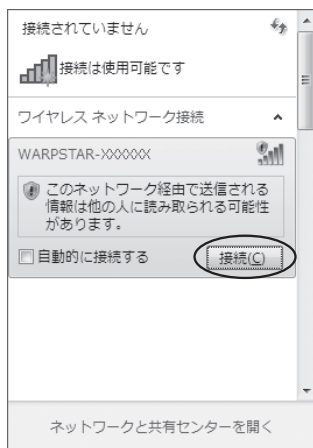 接続されていません
接続は使用可能です
ワイヤレス ネットワーク接続
WARPSTAR-XXXXXX
このネットワーク経由で送信される
情報は他の人に読み取られる可能性
があります。
自動的に接続する
接続(C)
ネットワークと共有センターを開く